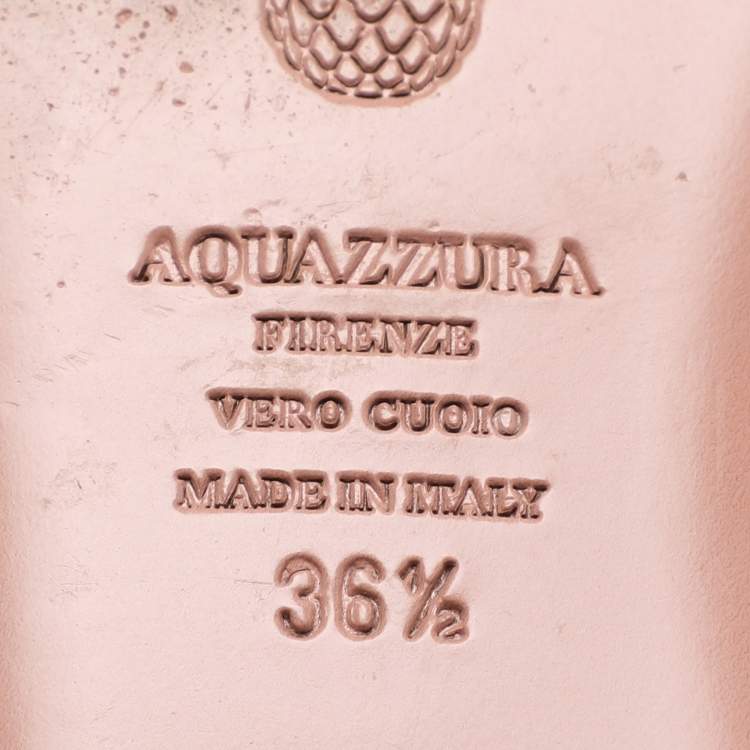 AQUAZZURA
FIRENZE
VERO CUOIO
MADE IN ITALY
36½